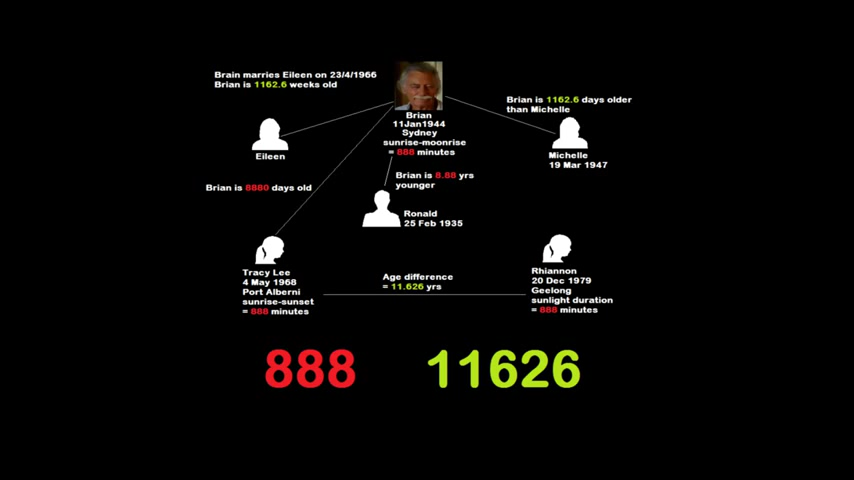 Brain marries Eileen on 23/4/1966
Brian is 1162.6 weeks old
Brian is 1162.6 days older
than Michelle
Brian
11Jan1944
Sydney
sunrise-moonrise
= 888 minutes
Eileen
Michelle
19 Mar 1947
Brian is 8.88 yrs
younger
Brian is 8880 days old
Ronald
25 Feb 1935
Tracy Lee
4 May 1968
Port Alberni
sunrise-sunset
= 888 minutes
Age difference
= 11.626 yrs
Rhiannon
20 Dec 1979
Geelong
sunlight duration
= 888 minutes
888
11626